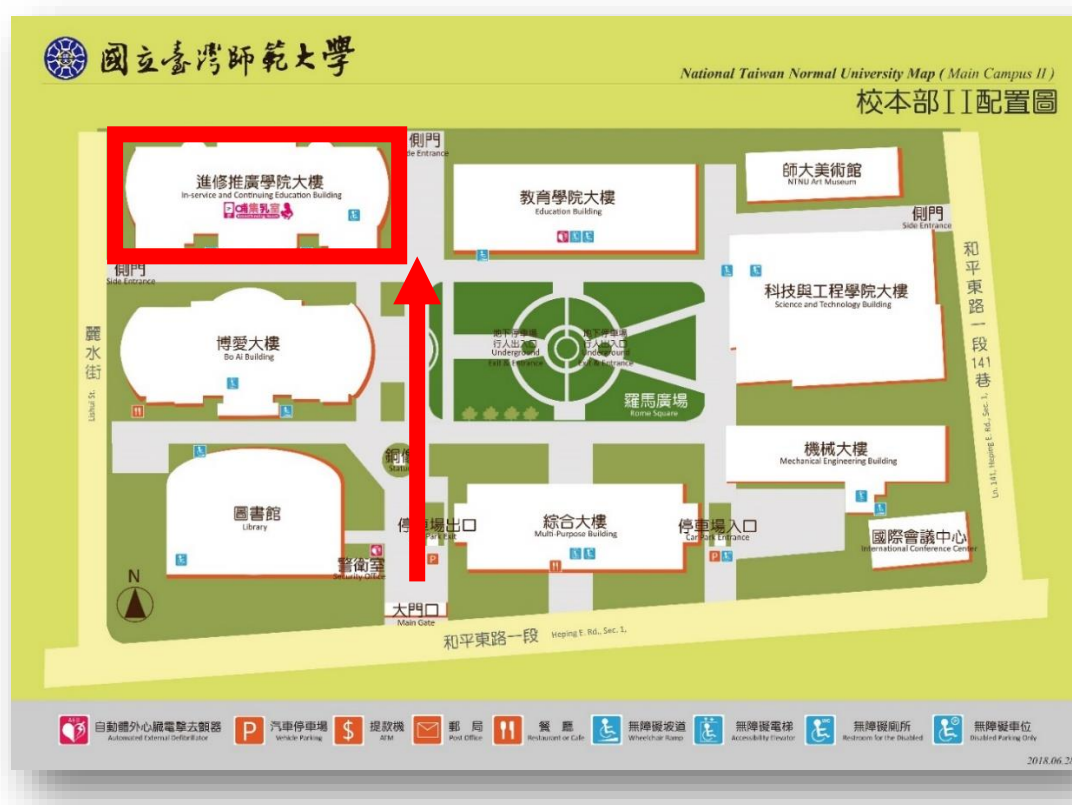 國立臺灣師範大學
National Taiwan Normal University Map ( Main Campus II )
校本部II配置圖
側門
Side Entrance
進修推廣學院大樓
In-service and Continuing Education Building
哺集乳室
教育學院大樓
Education Building
師大美術館
NTNU Art Museum
側門
Side Entrance
側門
Side Entrance
科技與工程學院大樓
Science and Technology Building
和平東路一段141巷
Ln. 141, Heping E. Rd., Sec. 1,
麗水街
Lishui St.
博愛大樓
Bo Ai Building
地下停車場
行人出入口
Underground
Exit & Entrance
地下停車場
行人出入口
Underground
Exit & Entrance
羅馬廣場
Rome Square
機械大樓
Mechanical Engineering Building
圖書館
Library
停車場出口
Park Exit
綜合大樓
Multi-Purpose Building
停車場入口
Car Park Entrance
國際會議中心
International Conference Center
警衛室
Security Office
N
大門口
Main Gate
和平東路一段 Heping E. Rd., Sec. 1,
AED
自動體外心臟電擊去顫器
Automated External Defibrillator
P
汽車停車場
Vehicle Parking
$
提款機
ATM
郵 局
Post Office
餐 廳
Restaurant or Cafe
無障礙坡道
Wheelchair Ramp
無障礙電梯
Accessibility Elevator
無障礙廁所
Restroom for the Disabled
無障礙車位
Disabled Parking Only